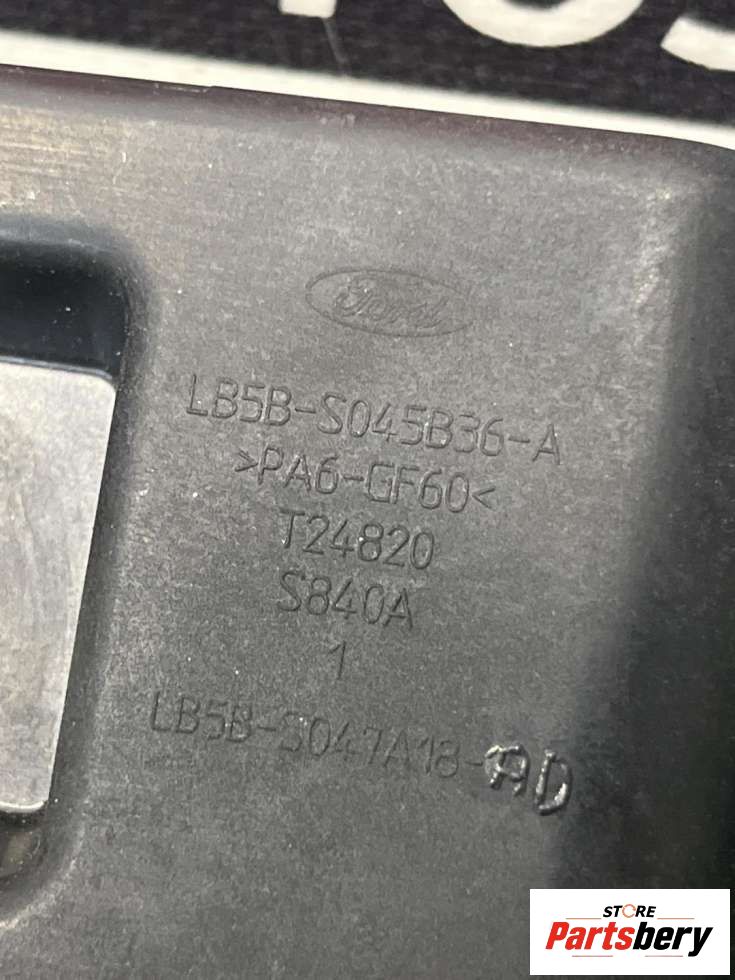 Ford
LB5B-S045B36-A
>PA6-GF60<
T24820
S840A
1
LB5B-S047A18-AD
STORE
Partsbery